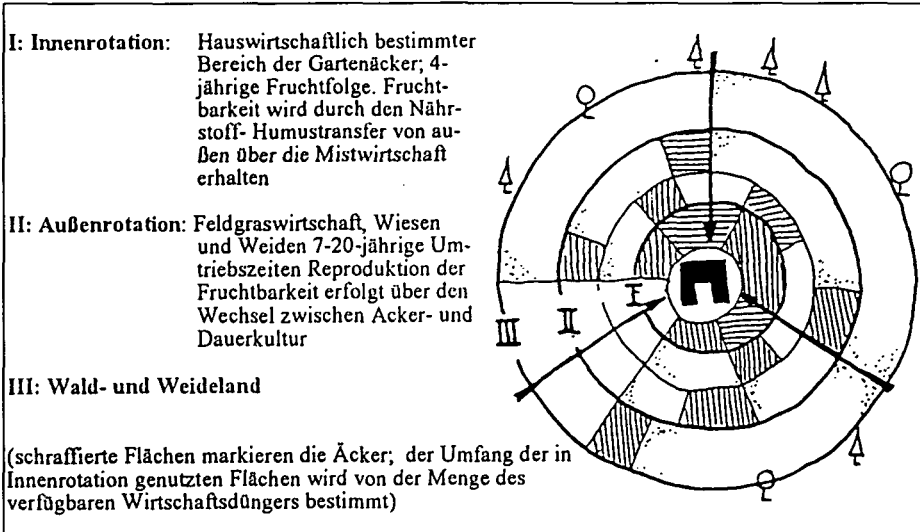 I: Innenrotation: Hauswirtschaftlich bestimmter
Bereich der Gartenäcker; 4-
jährige Fruchtfolge. Frucht-
barkeit wird durch den Nähr-
stoff- Humustransfer von au-
ßen über die Mistwirtschaft
erhalten
II: Außenrotation: Feldgraswirtschaft, Wiesen
und Weiden 7-20-jährige Um-
triebszeiten Reproduktion der
Fruchtbarkeit erfolgt über den
Wechsel zwischen Acker- und
Dauerkultur
III: Wald- und Weideland
(schraffierte Flächen markieren die Äcker; der Umfang der in
Innenrotation genutzten Flächen wird von der Menge des
verfügbaren Wirtschaftsdüngers bestimmt)
I
II
III